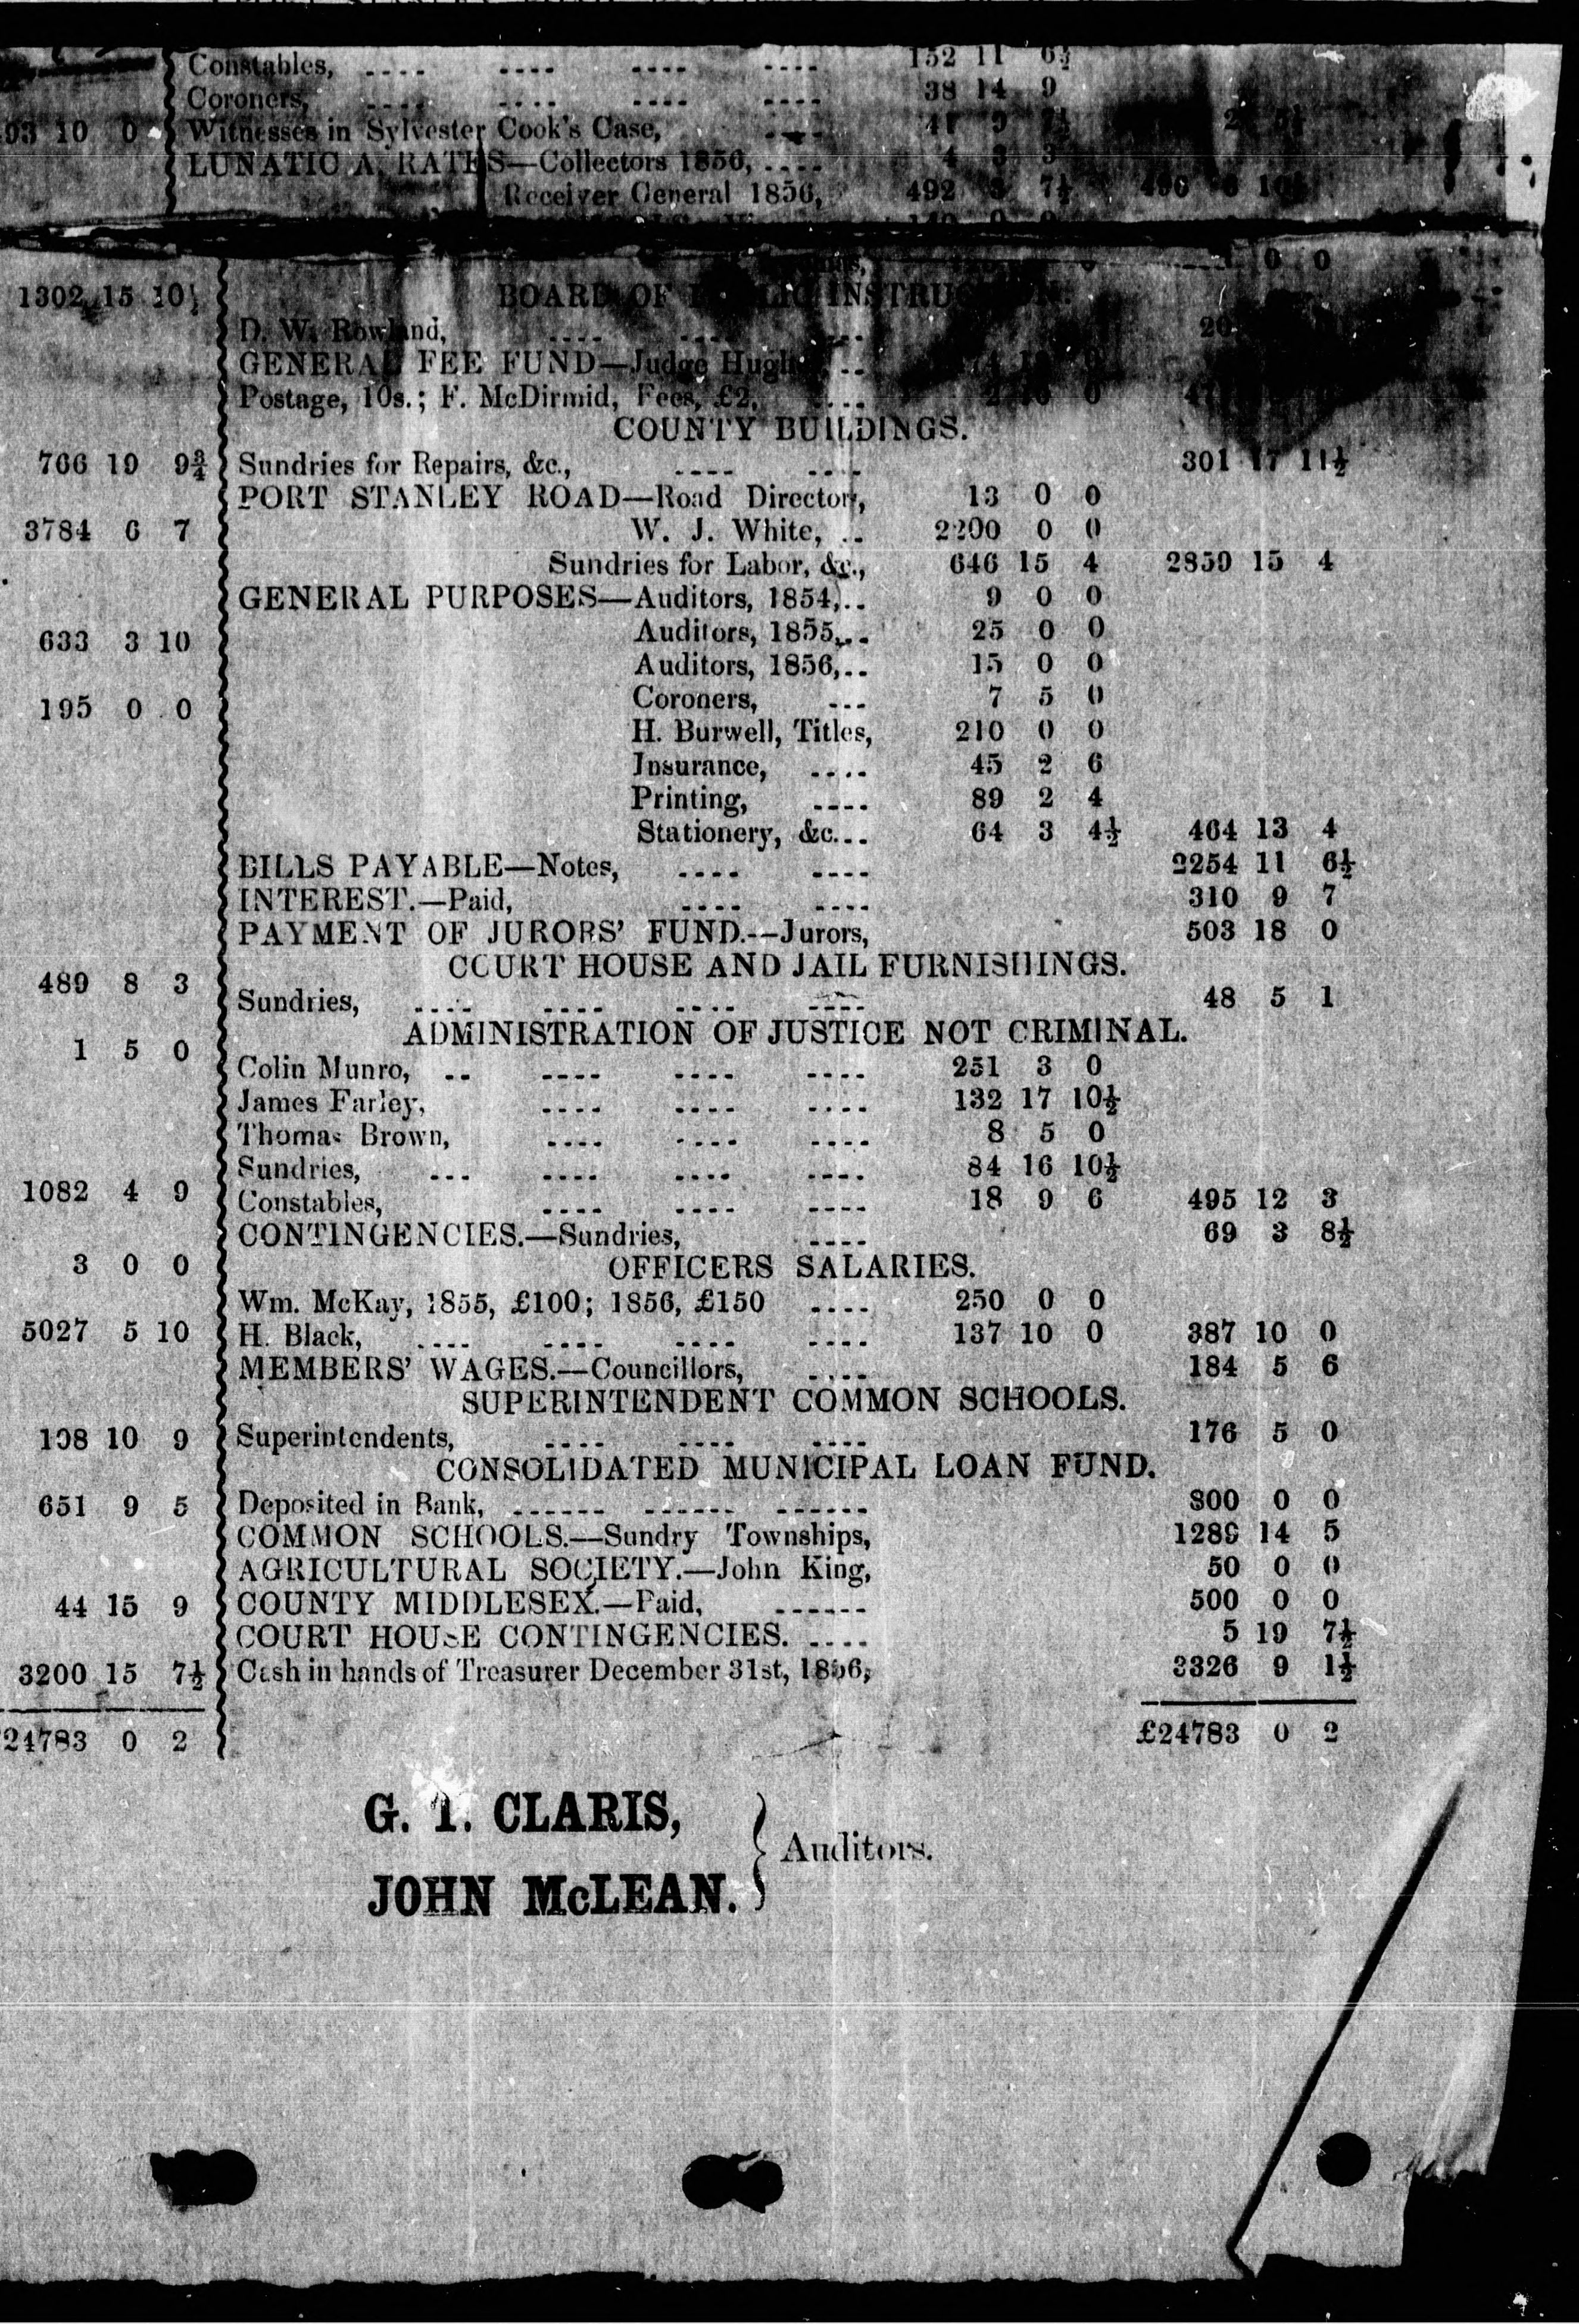 Constables, .... .... .... .... 152 11 6½
Coroners, .... .... .... .... 38 14 9
93 10 0 Witnesses in Sylvester Cook's Case, .... 41 9 7½
LUNATIC A. RATES—Collectors 1856, .... 4 3 3
Receiver General 1856, 492 7½
0 0
1302 15 10½ BOARD OF INSTRUC
D. W. Rowland, .... .... ....
GENERAL FEE FUND—Judge
Postage, 10s.; F. McDirmid, Fees, £2, .... 2 10 0
COUNTY BUILDINGS.
766 19 9¾ Sundries for Repairs, &c., .... .... 301 17 11½
PORT STANLEY ROAD—Road Directors, 13 0 0
3784 6 7 W. J. White, .. 2200 0 0
Sundries for Labor, &c., 646 15 4 2859 15 4
GENERAL PURPOSES—Auditors, 1854,.. 9 0 0
633 3 10 Auditors, 1855,.. 25 0 0
Auditors, 1856,.. 15 0 0
195 0 0 Coroners, ... 7 5 0
H. Burwell, Titles, 210 0 0
Insurance, .... 45 2 6
Printing, .... 89 2 4
Stationery, &c... 64 3 4½ 464 13 4
BILLS PAYABLE—Notes, .... .... 2254 11 6½
INTEREST.—Paid, .... .... 310 9 7
PAYMENT OF JURORS' FUND.--Jurors, 503 18 0
COURT HOUSE AND JAIL FURNISHINGS.
489 8 3 Sundries, .... .... .... .... 48 5 1
ADMINISTRATION OF JUSTICE NOT CRIMINAL.
1 5 0 Colin Munro, .. .... .... .... 251 3 0
James Farley, .... .... .... 132 17 10½
Thomas Brown, .... .... .... 8 5 0
Sundries, ... .... .... .... 84 16 10½
1082 4 9 Constables, .... .... .... 18 9 6 495 12 3
CONTINGENCIES.—Sundries, .... 69 3 8½
3 0 0 OFFICERS SALARIES.
Wm. McKay, 1855, £100; 1856, £150 .... 250 0 0
5027 5 10 H. Black, .... .... .... .... 137 10 0 387 10 0
MEMBERS' WAGES.—Councillors, .... 184 5 6
SUPERINTENDENT COMMON SCHOOLS.
108 10 9 Superintendents, .... .... .... 176 5 0
CONSOLIDATED MUNICIPAL LOAN FUND.
651 9 5 Deposited in Bank, ...... ...... ...... 800 0 0
COMMON SCHOOLS.—Sundry Townships, 1289 14 5
AGRICULTURAL SOCIETY.—John King, 50 0 0
44 15 9 COUNTY MIDDLESEX.—Paid, ...... 500 0 0
COURT HOUSE CONTINGENCIES. .... 5 19 7½
3200 15 7½ Cash in hands of Treasurer December 31st, 1856, 3326 9 1½
24783 0 2 £24783 0 2
G. T. CLARIS,
JOHN McLEAN. } Auditors.